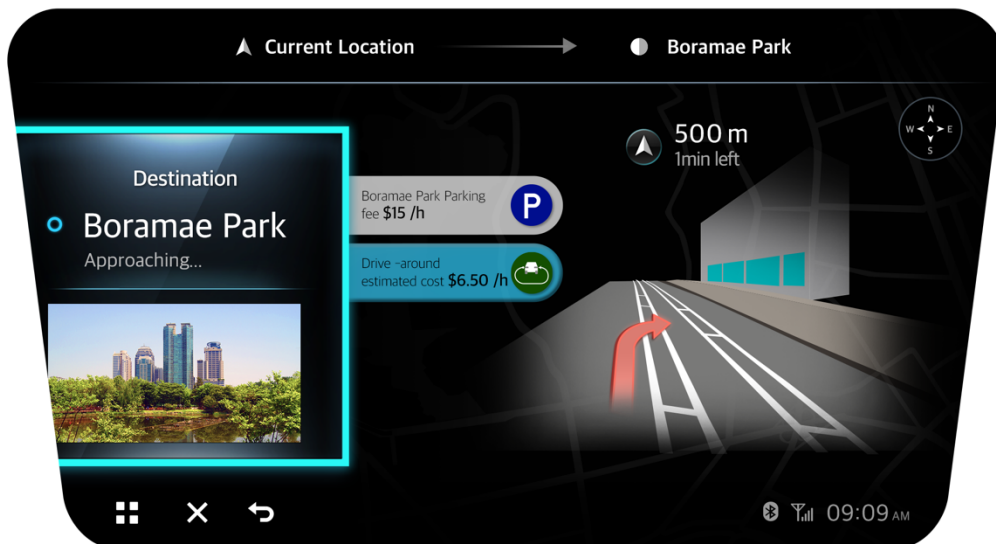 Current Location
Boramae Park
500 m
1min left
N
W E
S
Destination
Boramae Park
Approaching...
Boramae Park Parking
fee $15 /h
P
Drive -around
estimated cost $6.50 /h
09:09 AM